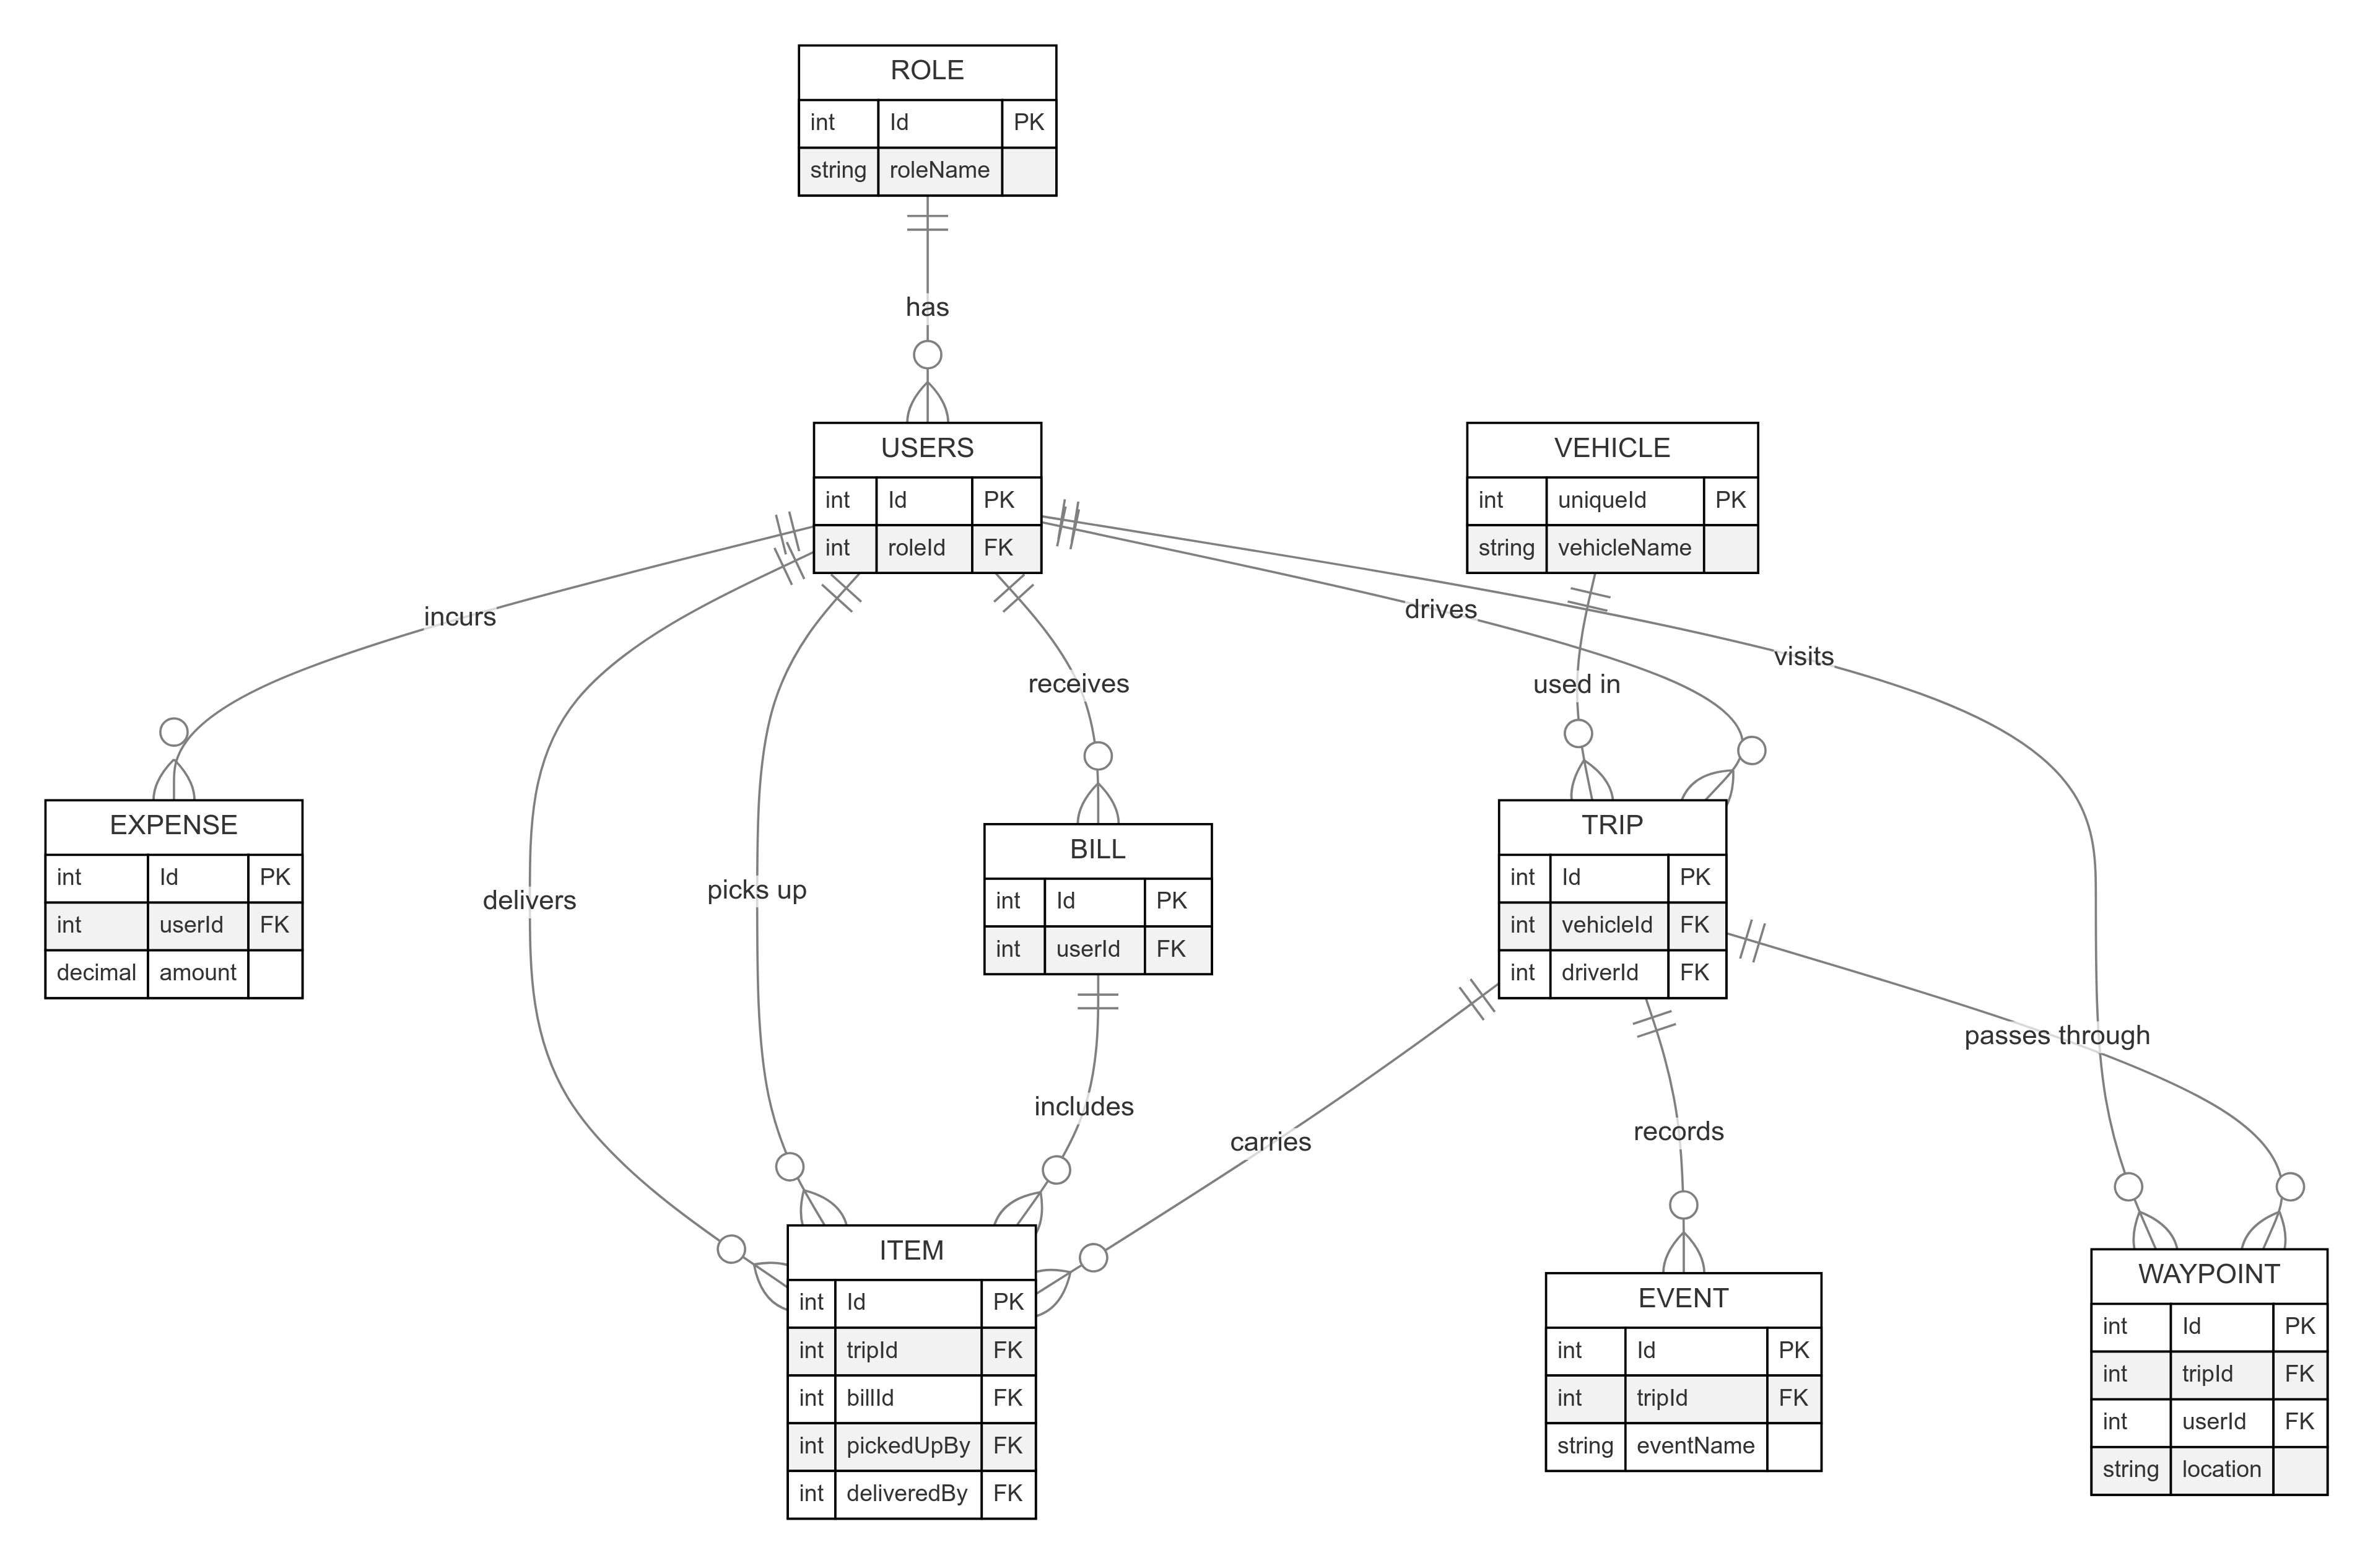 ROLE
int Id PK
string roleName
has
USERS
int Id PK
int roleId FK
VEHICLE
int uniqueId PK
string vehicleName
incurs
drives
visits
receives
used in
EXPENSE
int Id PK
int userId FK
decimal amount
delivers
picks up
BILL
int Id PK
int userId FK
TRIP
int Id PK
int vehicleId FK
int driverId FK
passes through
includes
carries
records
ITEM
int Id PK
int tripId FK
int billId FK
int pickedUpBy FK
int deliveredBy FK
EVENT
int Id PK
int tripId FK
string eventName
WAYPOINT
int Id PK
int tripId FK
int userId FK
string location